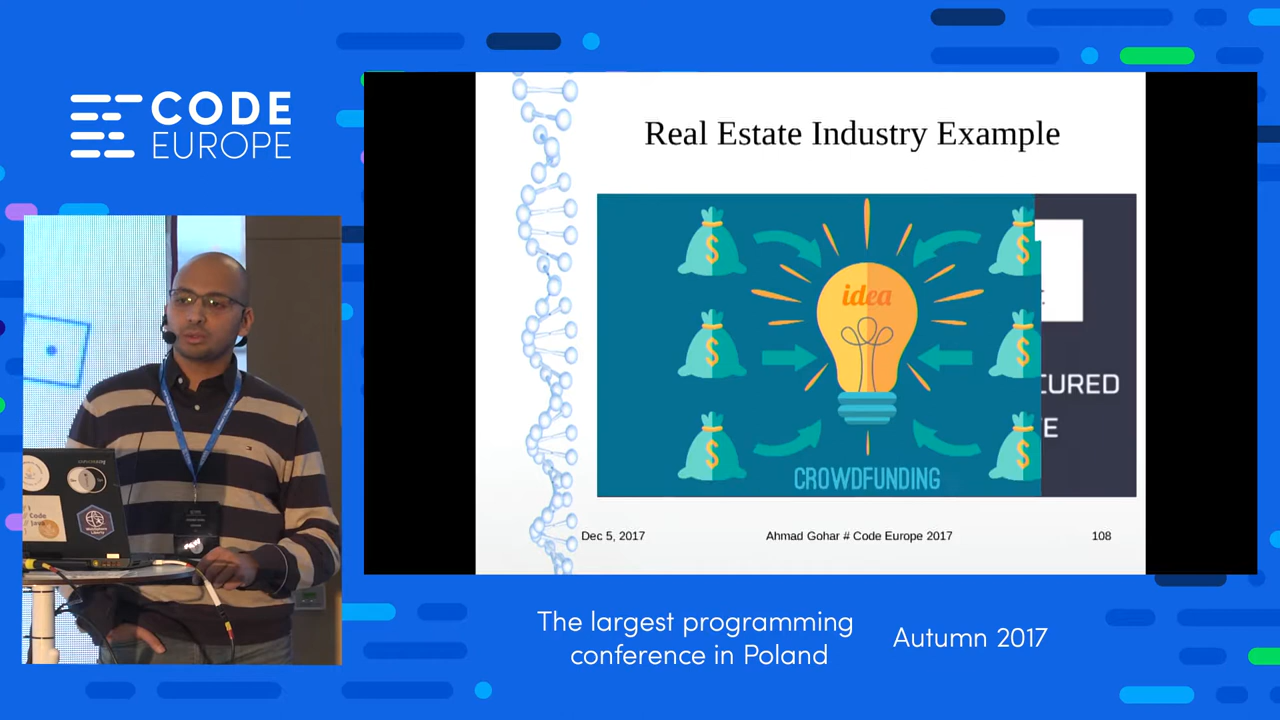 CODE
EUROPE
Real Estate Industry Example
idea
$
$
$
$
$
$
CROWDFUNDING
CURED
E
Dec 5, 2017
Ahmad Gohar # Code Europe 2017
108
The largest programming
conference in Poland
Autumn 2017